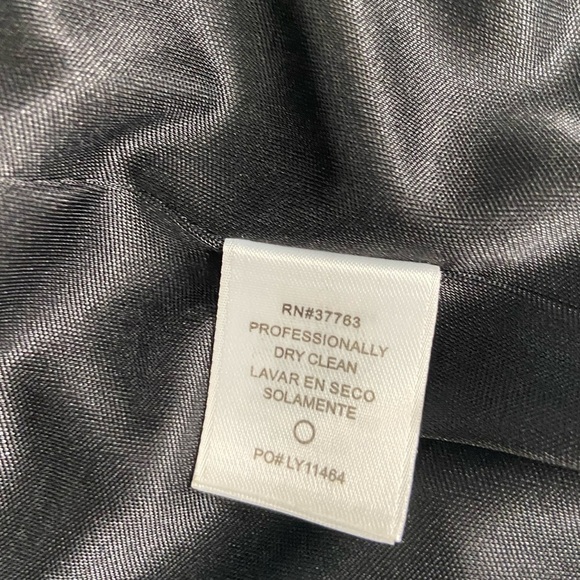 RN#37763
PROFESSIONALLY
DRY CLEAN
LAVAR EN SECO
SOLAMENTE
PO# LY11464